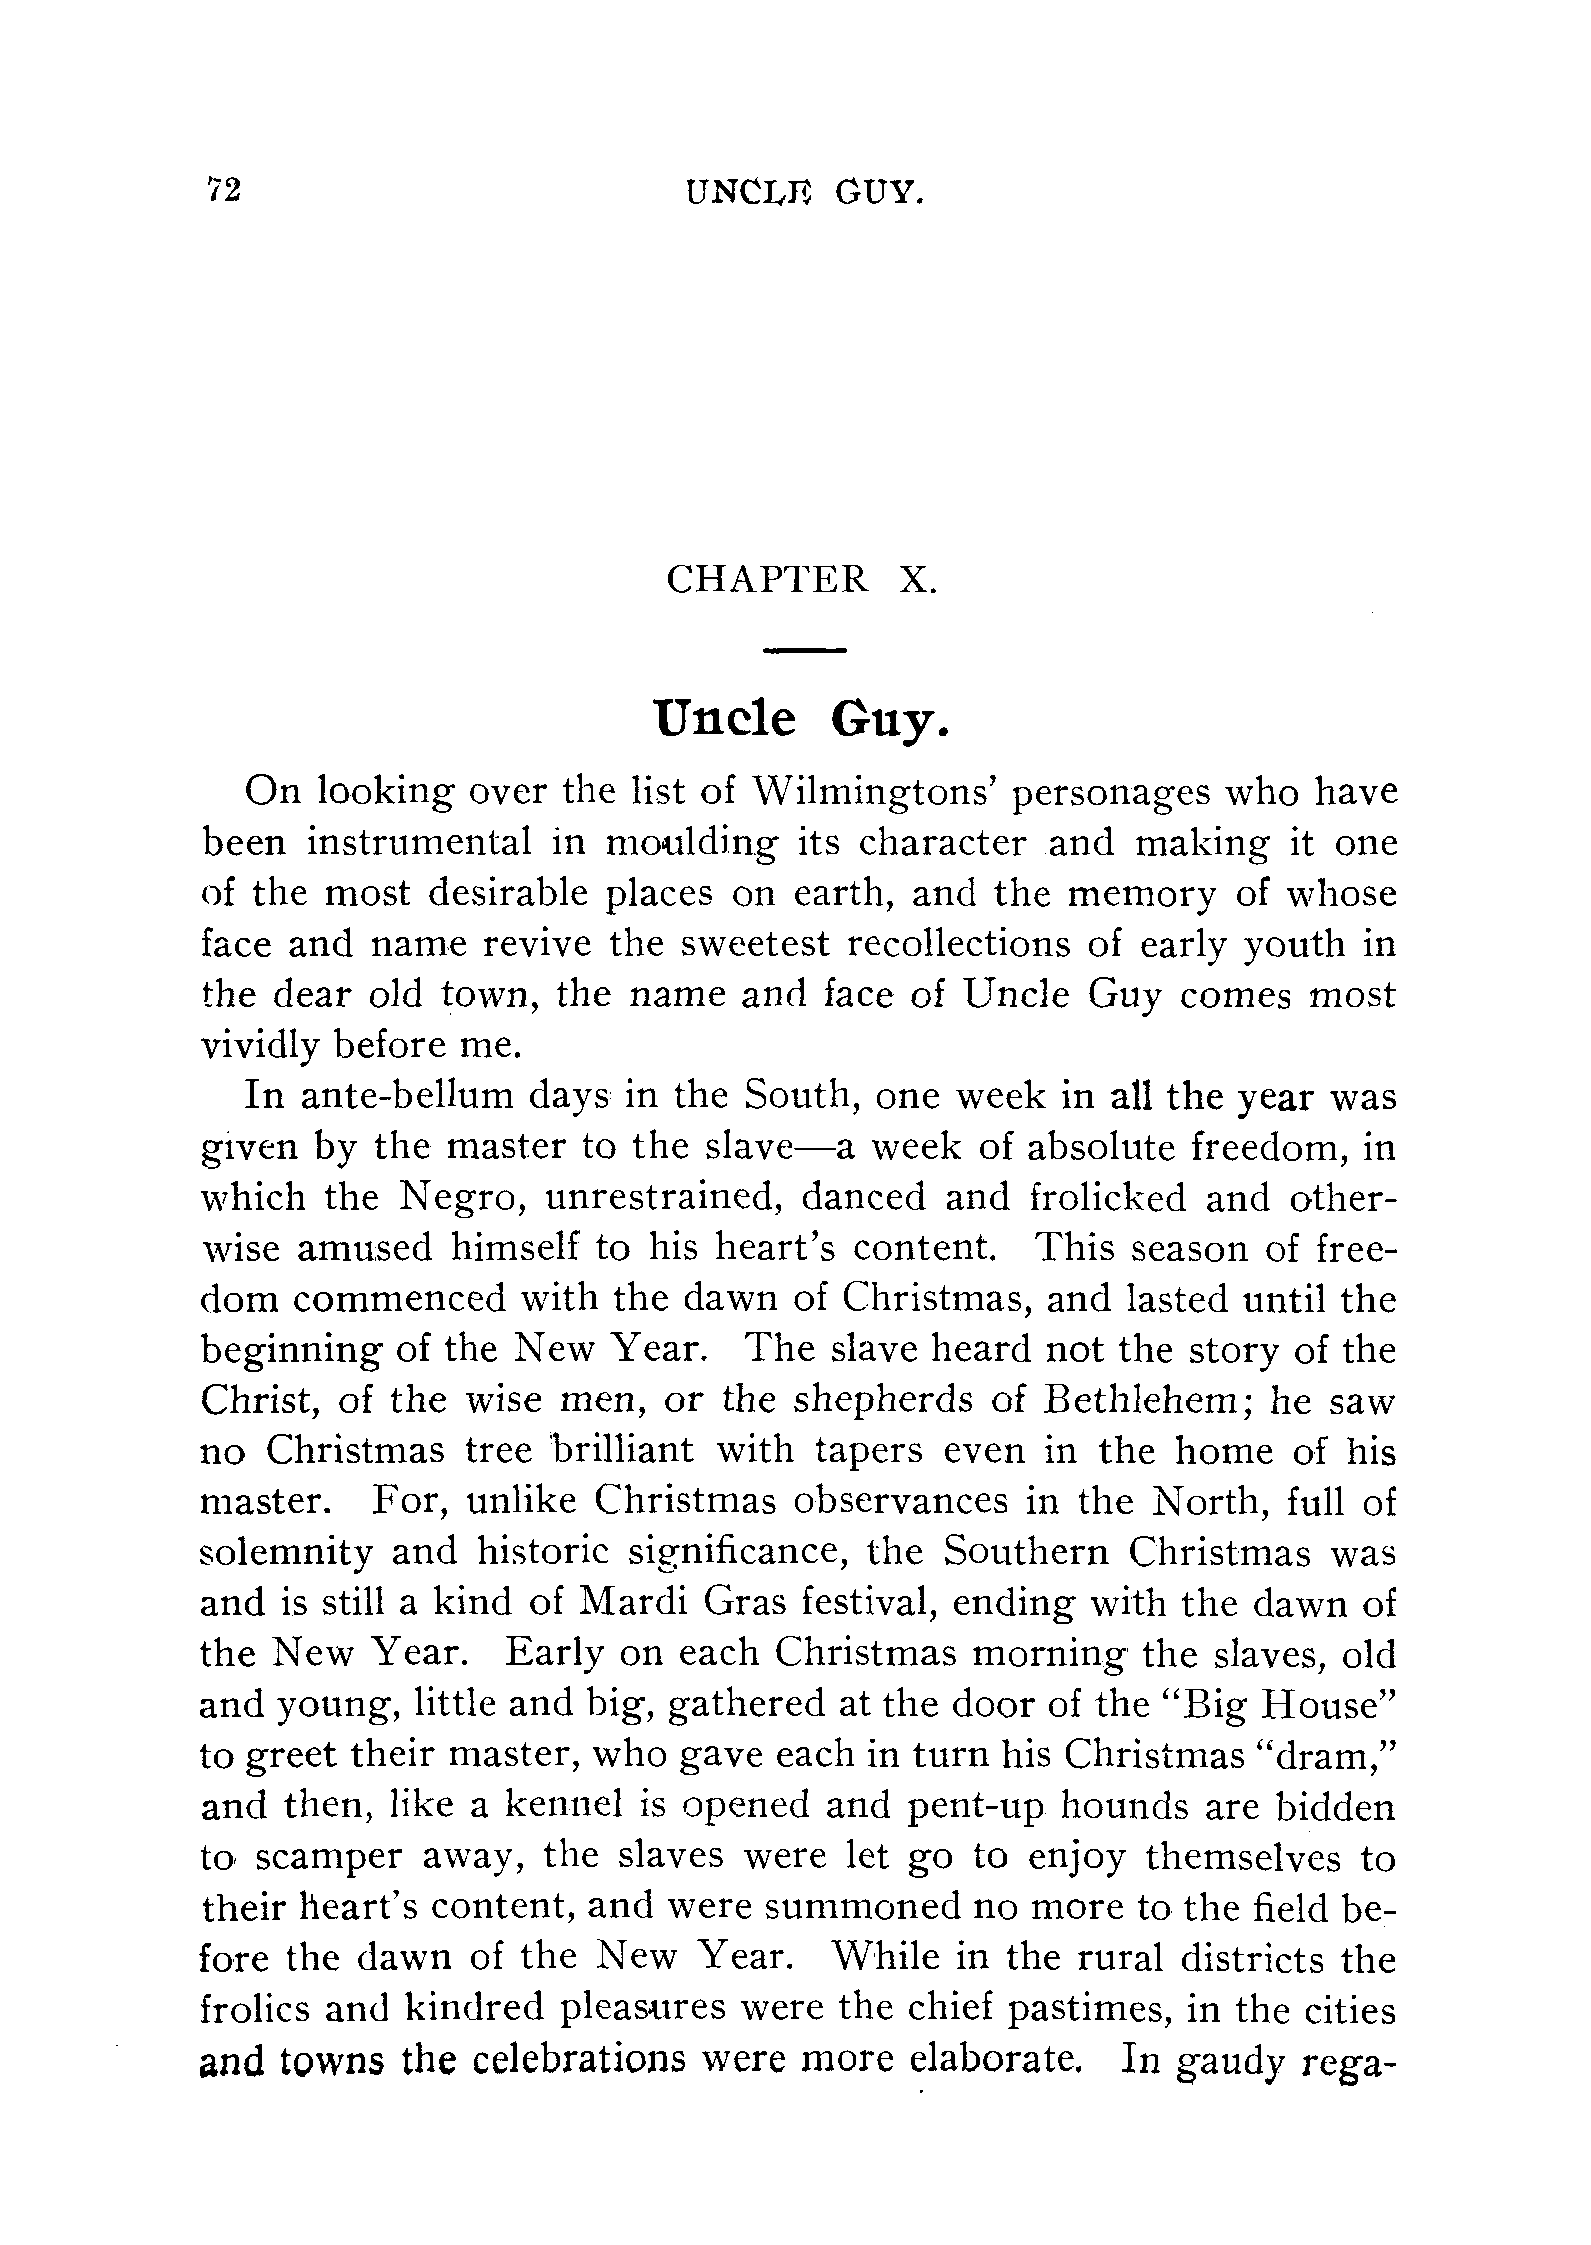 72 UNCLE GUY.
CHAPTER X.
Uncle Guy.
On looking over the list of Wilmingtons' personages who have
been instrumental in moulding its character and making it one
of the most desirable places on earth, and the memory of whose
face and name revive the sweetest recollections of early youth in
the dear old town, the name and face of Uncle Guy comes most
vividly before me.
In ante-bellum days in the South, one week in all the year was
given by the master to the slave—a week of absolute freedom, in
which the Negro, unrestrained, danced and frolicked and other-
wise amused himself to his heart's content. This season of free-
dom commenced with the dawn of Christmas, and lasted until the
beginning of the New Year. The slave heard not the story of the
Christ, of the wise men, or the shepherds of Bethlehem; he saw
no Christmas tree brilliant with tapers even in the home of his
master. For, unlike Christmas observances in the North, full of
solemnity and historic significance, the Southern Christmas was
and is still a kind of Mardi Gras festival, ending with the dawn of
the New Year. Early on each Christmas morning the slaves, old
and young, little and big, gathered at the door of the "Big House"
to greet their master, who gave each in turn his Christmas "dram,"
and then, like a kennel is opened and pent-up hounds are bidden
to scamper away, the slaves were let go to enjoy themselves to
their heart's content, and were summoned no more to the field be-
fore the dawn of the New Year. While in the rural districts the
frolics and kindred pleasures were the chief pastimes, in the cities
and towns the celebrations were more elaborate. In gaudy rega-